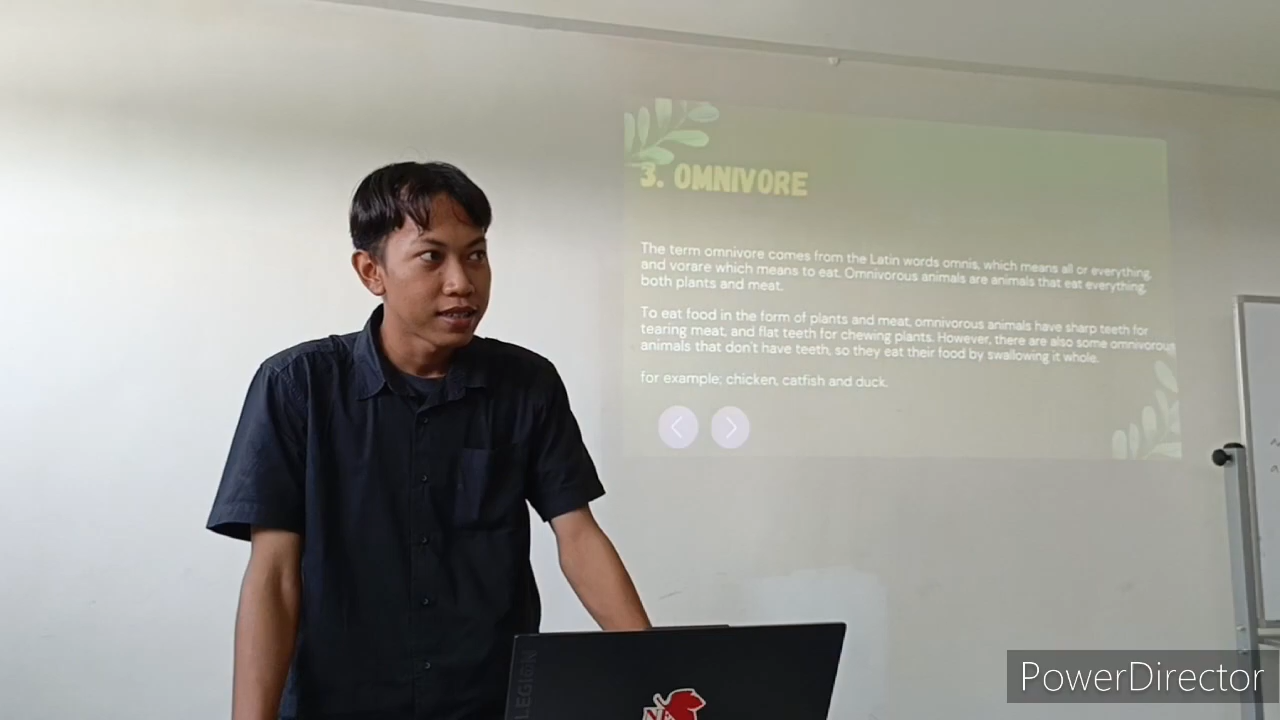 3. OMNIVORE
The term omnivore comes from the Latin words omnis, which means all or everything,
and vorare which means to eat. Omnivorous animals are animals that eat everything,
both plants and meat.
To eat food in the form of plants and meat, omnivorous animals have sharp teeth for
tearing meat, and flat teeth for chewing plants. However, there are also some omnivorous
animals that don't have teeth, so they eat their food by swallowing it whole.
for example; chicken, catfish and duck.
LEGION
PowerDirector